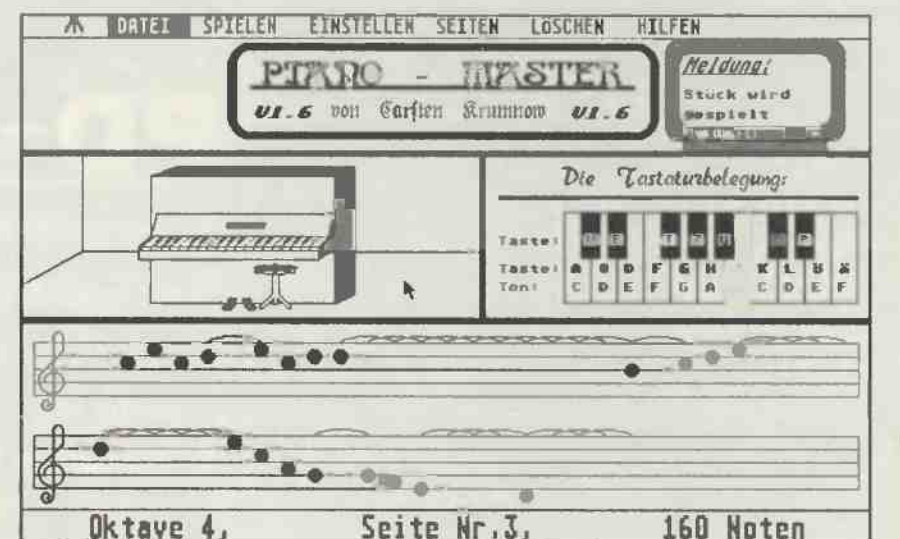 DATEI SPIELEN EINSTELLEN SEITEN LÖSCHEN HILFEN
PIANO - MASTER
V1.6 von Carsten Krumnow V1.6
Meldung:
Stück wird
gespielt
Die Tastaturbelegung:
Taste: W E T Z U O P
Taste: A S D F G H K L Ö Ä
Ton: C D E F G A C D E F
Oktave 4, Seite Nr.3, 160 Noten